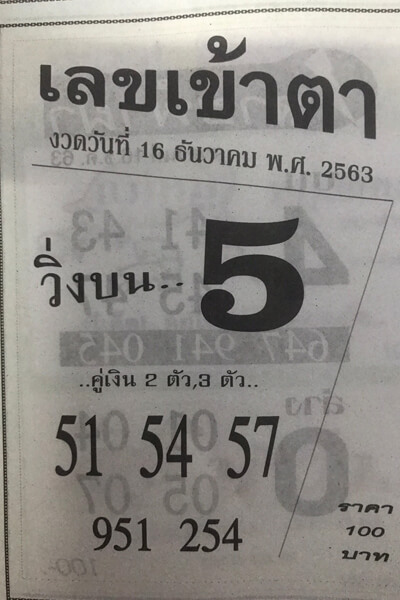 เลขเข้าตา
งวดวันที่ 16 ธันวาคม พ.ศ. 2563
วิ่งบน.. 5
..คู่เงิน 2 ตัว,3 ตัว..
51 54 57
951 254
ราคา
100
บาท